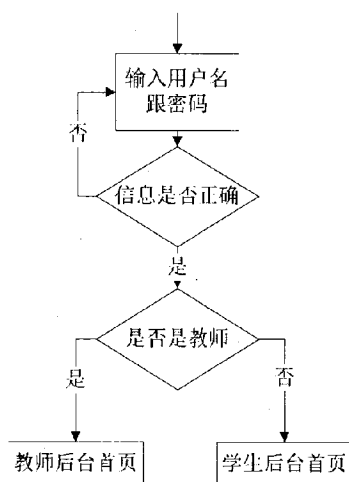 输入用户名
跟密码
否
信息是否正确
是
是否是教师
是
否
教师后台首页
学生后台首页